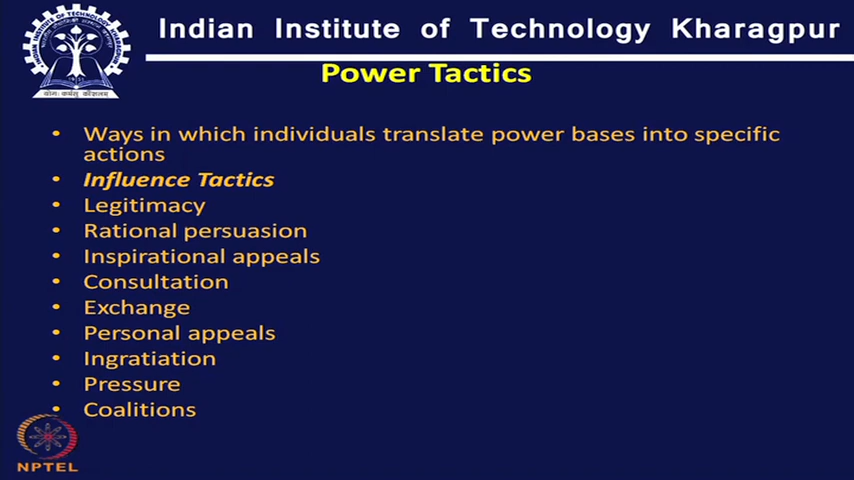 Indian Institute of Technology Kharagpur
Power Tactics
• Ways in which individuals translate power bases into specific
actions
• Influence Tactics
• Legitimacy
• Rational persuasion
• Inspirational appeals
• Consultation
• Exchange
• Personal appeals
• Ingratiation
• Pressure
• Coalitions
NPTEL